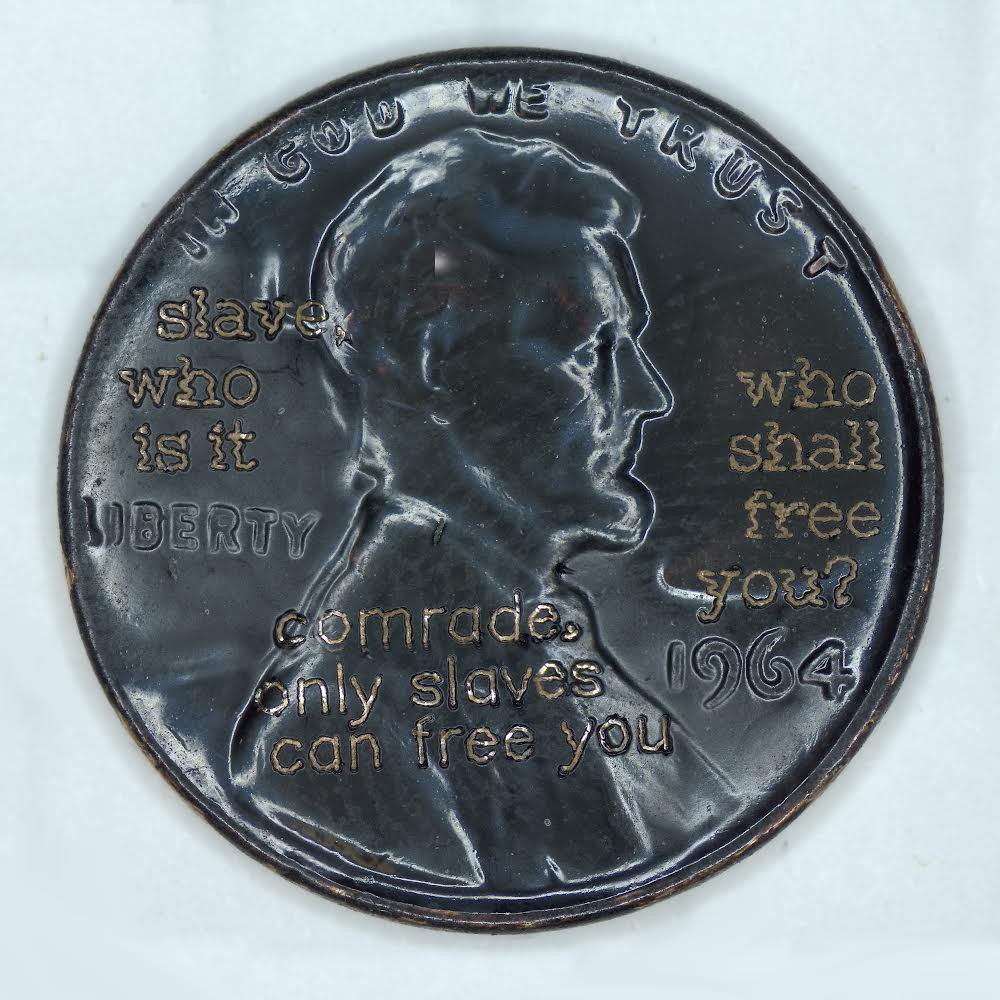 IN GOD WE TRUST
slave,
who
is it
LIBERTY
who
shall
free
you?
1964
comrade,
only slaves
can free you